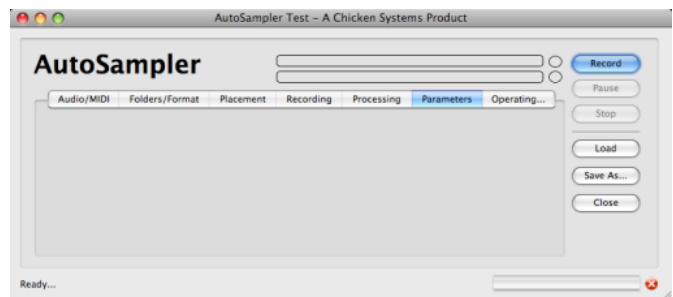 AutoSampler Test - A Chicken Systems Product
AutoSampler
Record
Pause
Stop
Load
Save As...
Close
Audio/MIDI Folders/Format Placement Recording Processing Parameters Operating...
Ready...